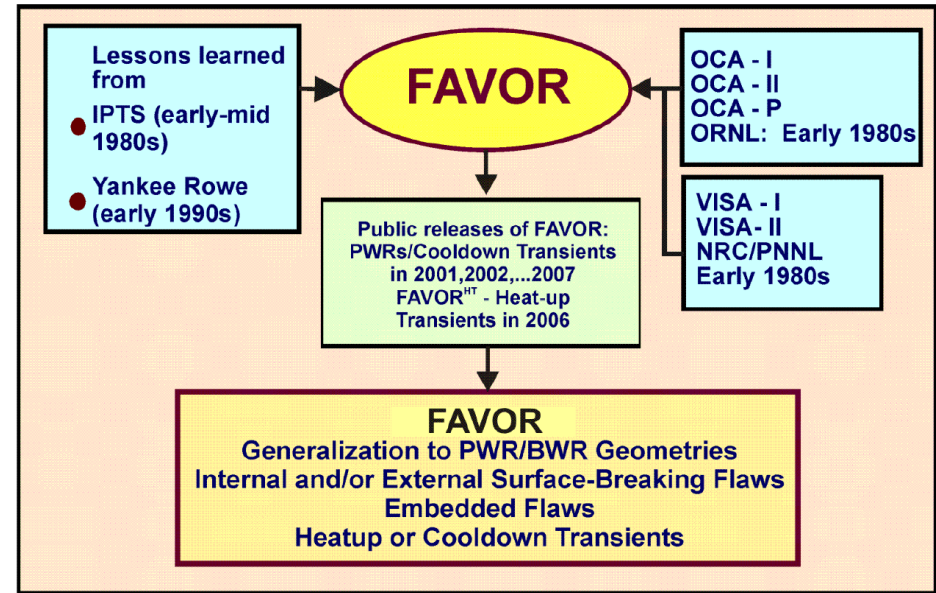 Lessons learned
from
IPTS (early-mid
1980s)
Yankee Rowe
(early 1990s)
FAVOR
OCA - I
OCA - II
OCA - P
ORNL: Early 1980s
VISA - I
VISA- II
NRC/PNNL
Early 1980s
Public releases of FAVOR:
PWRs/Cooldown Transients
in 2001,2002,...2007
FAVORᴴᵀ - Heat-up
Transients in 2006
FAVOR
Generalization to PWR/BWR Geometries
Internal and/or External Surface-Breaking Flaws
Embedded Flaws
Heatup or Cooldown Transients